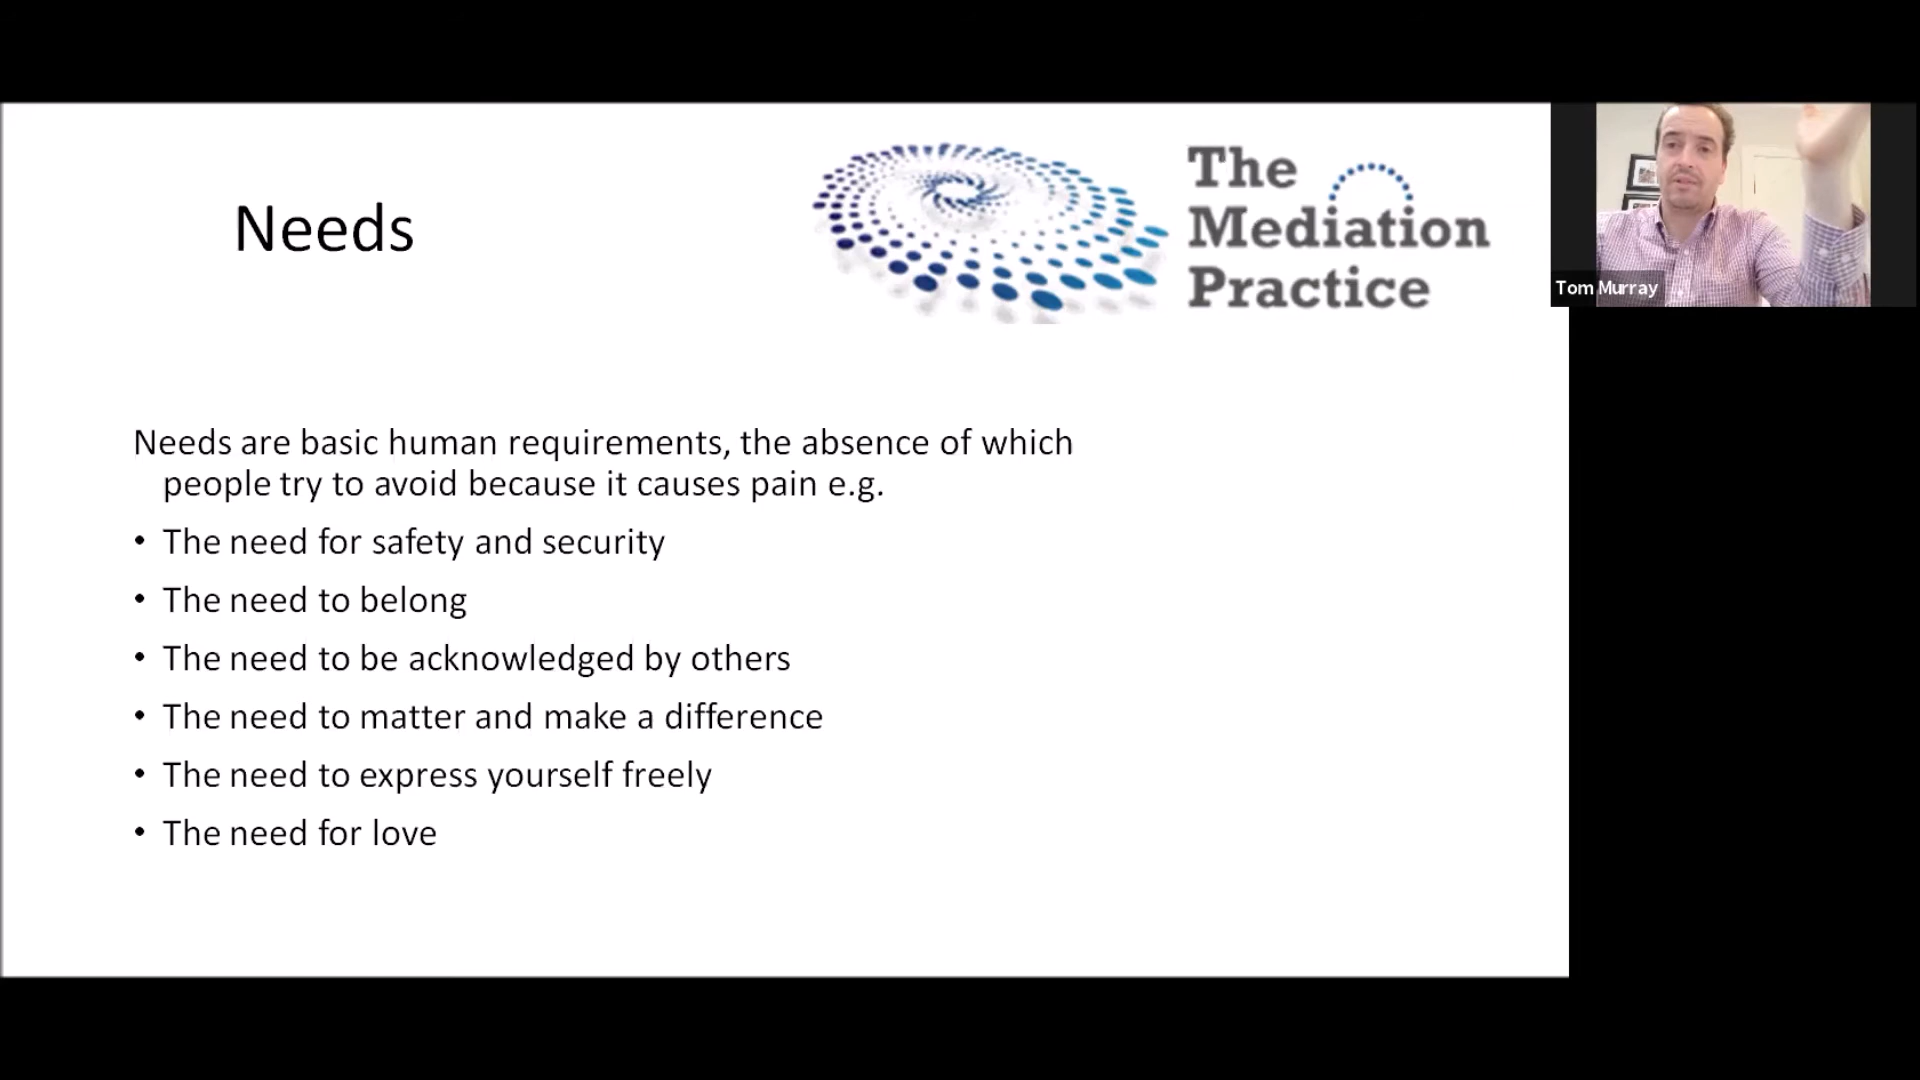 Needs
The
Mediation
Practice
Tom Murray
Needs are basic human requirements, the absence of which
people try to avoid because it causes pain e.g.
• The need for safety and security
• The need to belong
• The need to be acknowledged by others
• The need to matter and make a difference
• The need to express yourself freely
• The need for love